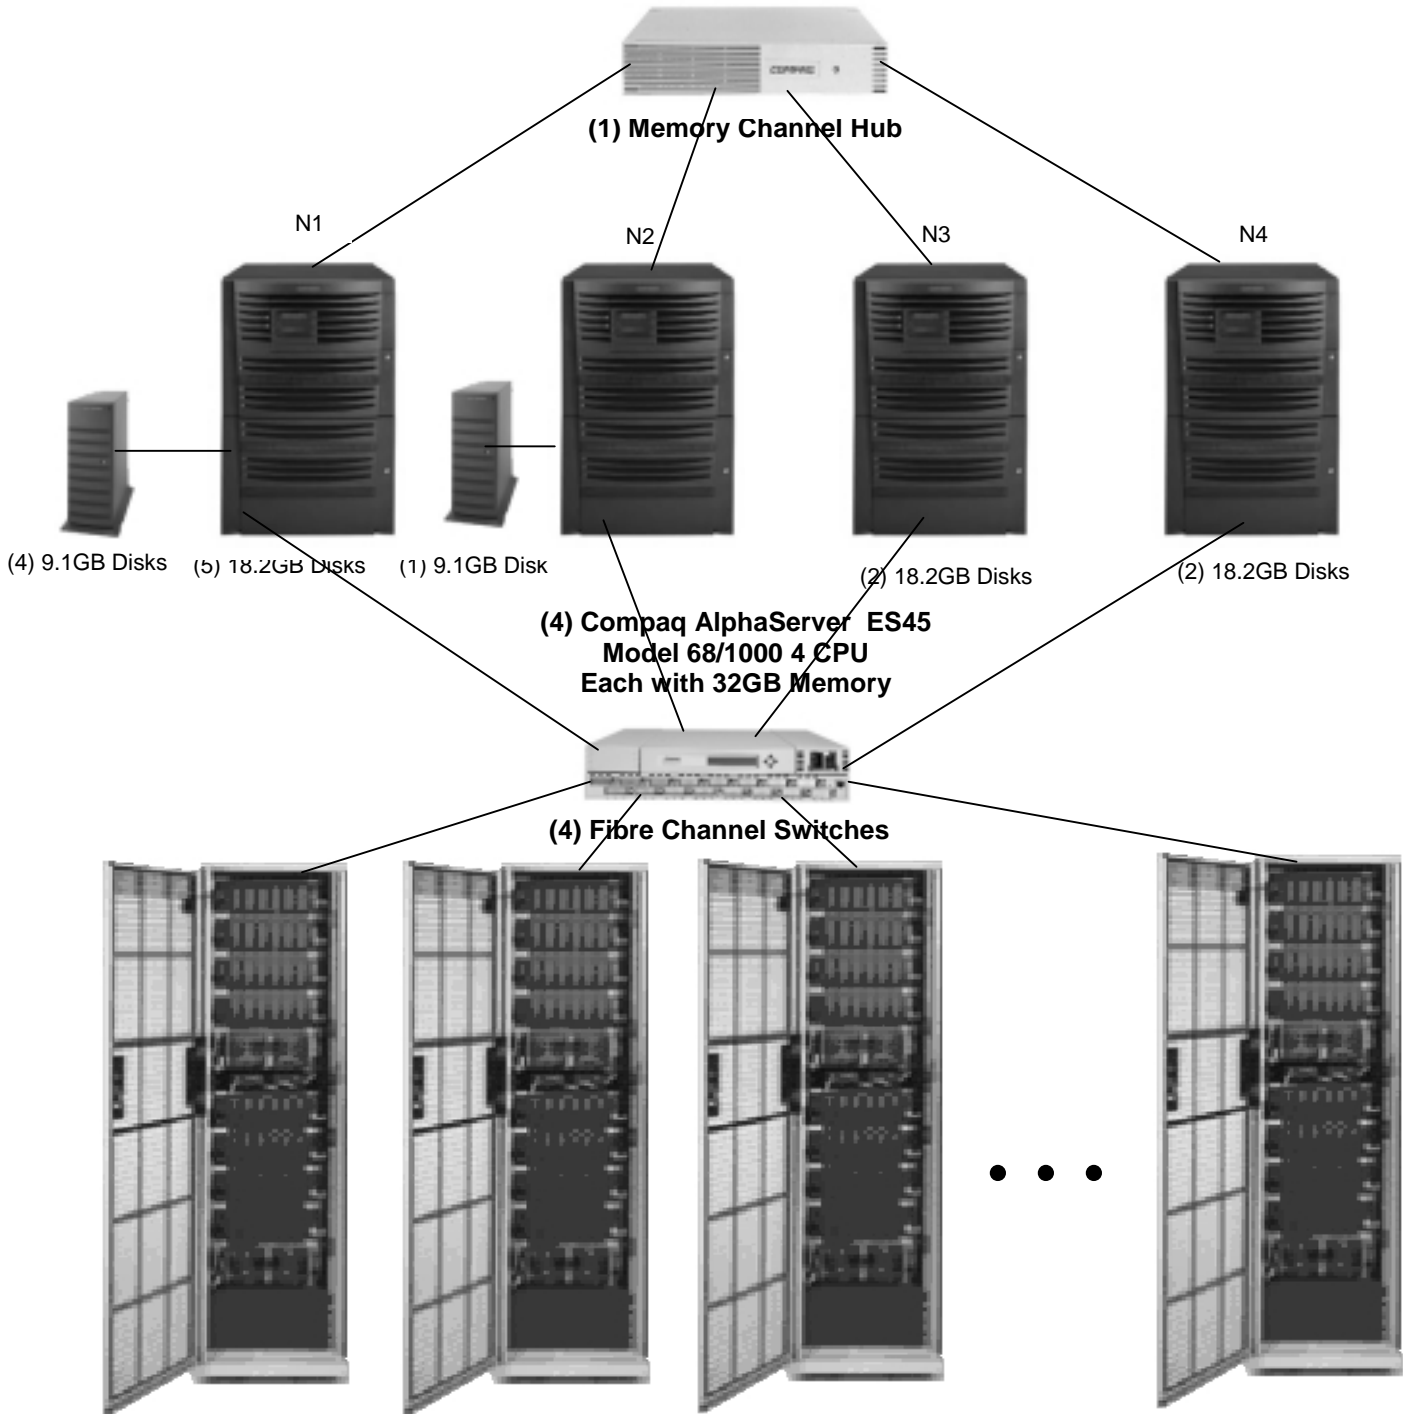 COMPAQ
(1) Memory Channel Hub
N1
N2
N3
N4
(4) 9.1GB Disks
(5) 18.2GB Disks
(1) 9.1GB Disk
(2) 18.2GB Disks
(2) 18.2GB Disks
(4) Compaq AlphaServer ES45
Model 68/1000 4 CPU
Each with 32GB Memory
(4) Fibre Channel Switches